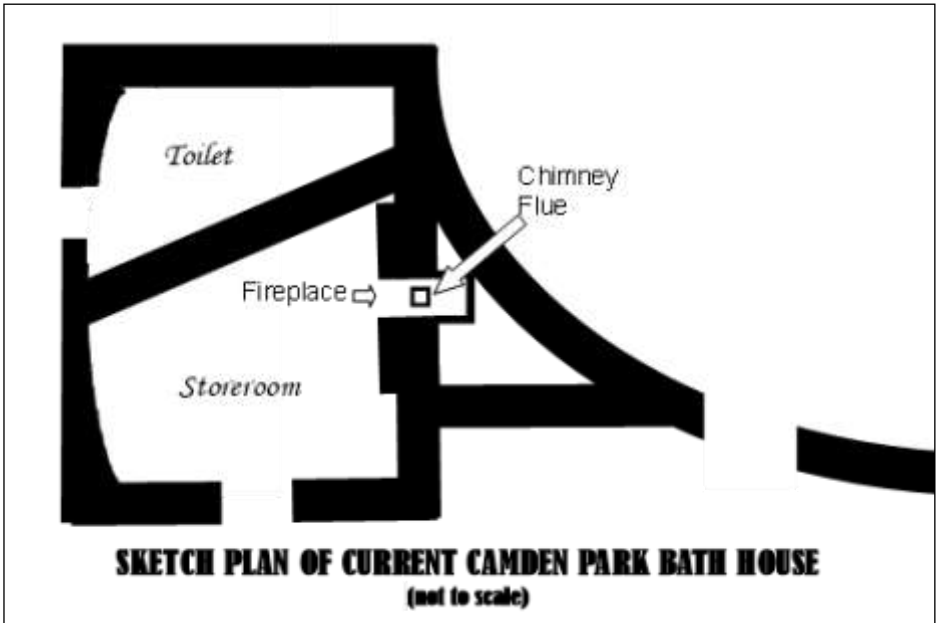 Toilet
Chimney
Flue
Fireplace
Storeroom
SKETCH PLAN OF CURRENT CAMDEN PARK BATH HOUSE
(not to scale)